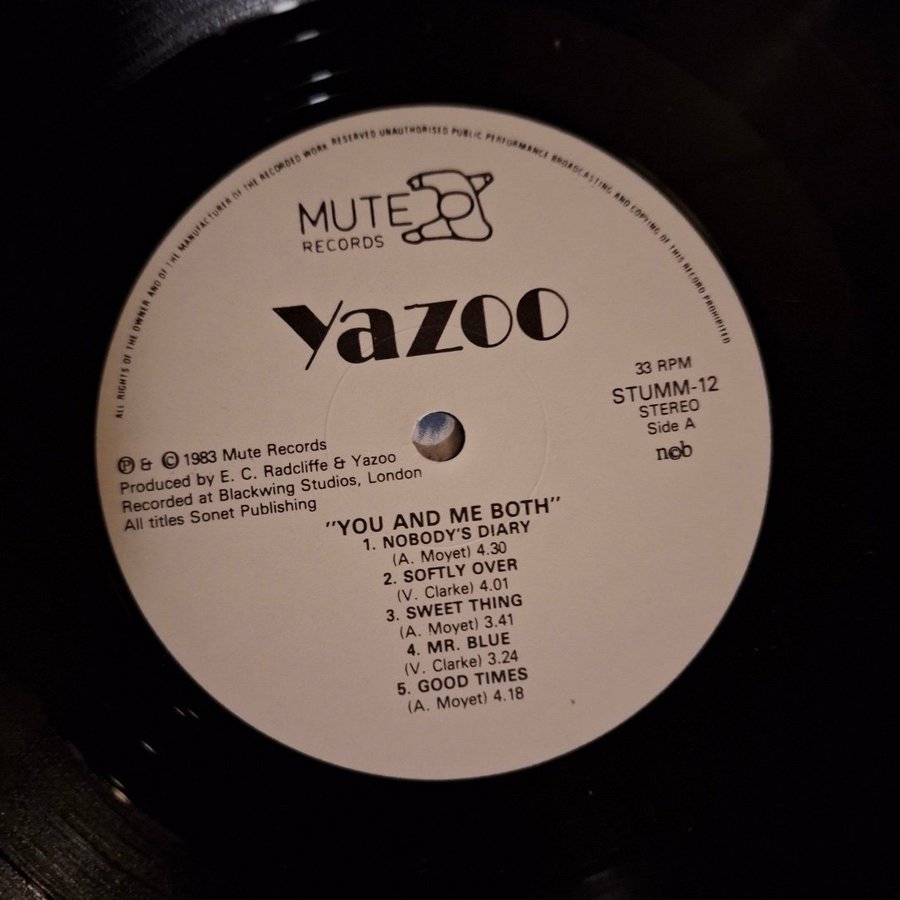 ALL RIGHTS OF THE OWNER AND OF THE MANUFACTURER OF THE RECORDED WORK RESERVED UNAUTHORISED PUBLIC PERFORMANCE BROADCASTING AND COPYING OF THIS RECORD PROHIBITED
MUTE
RECORDS
yazoo
33 RPM
STUMM-12
STEREO
Side A
ncb
Ⓟ & © 1983 Mute Records
Produced by E. C. Radcliffe & Yazoo
Recorded at Blackwing Studios, London
All titles Sonet Publishing
"YOU AND ME BOTH"
1. NOBODY'S DIARY
(A. Moyet) 4.30
2. SOFTLY OVER
(V. Clarke) 4.01
3. SWEET THING
(A. Moyet) 3.41
4. MR. BLUE
(V. Clarke) 3.24
5. GOOD TIMES
(A. Moyet) 4.18